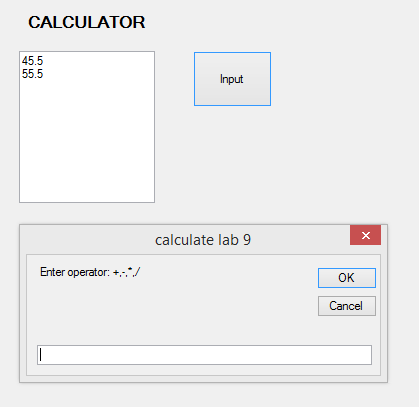 CALCULATOR
45.5
55.5
Input
calculate lab 9
Enter operator: +,-,*,/
OK
Cancel